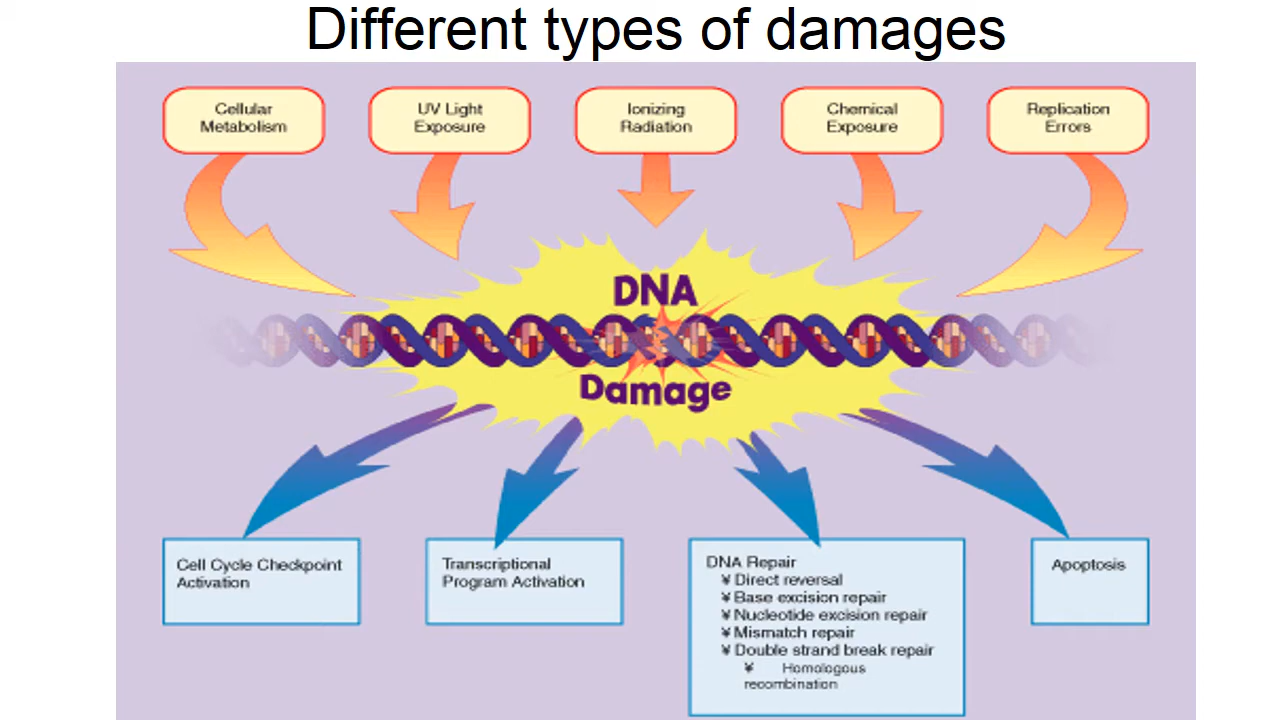 Different types of damages
Cellular
Metabolism
UV Light
Exposure
Ionizing
Radiation
Chemical
Exposure
Replication
Errors
DNA
Damage
Cell Cycle Checkpoint
Activation
Transcriptional
Program Activation
DNA Repair
¥ Direct reversal
¥ Base excision repair
¥ Nucleotide excision repair
¥ Mismatch repair
¥ Double strand break repair
¥ Homologous
recombination
Apoptosis